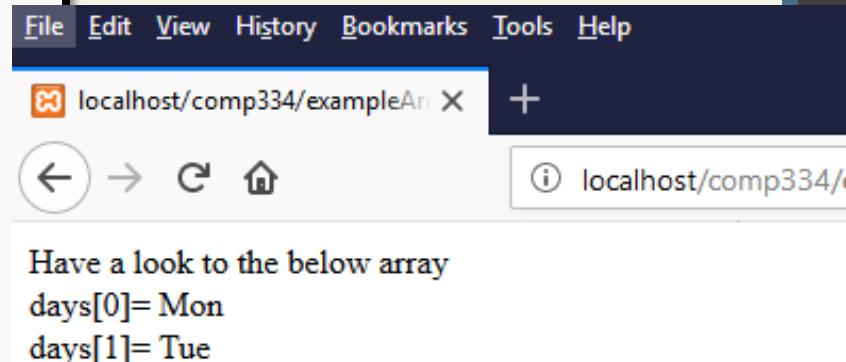 File Edit View History Bookmarks Tools Help
localhost/comp334/exampleAr
localhost/comp334/
Have a look to the below array
days[0]= Mon
days[1]= Tue